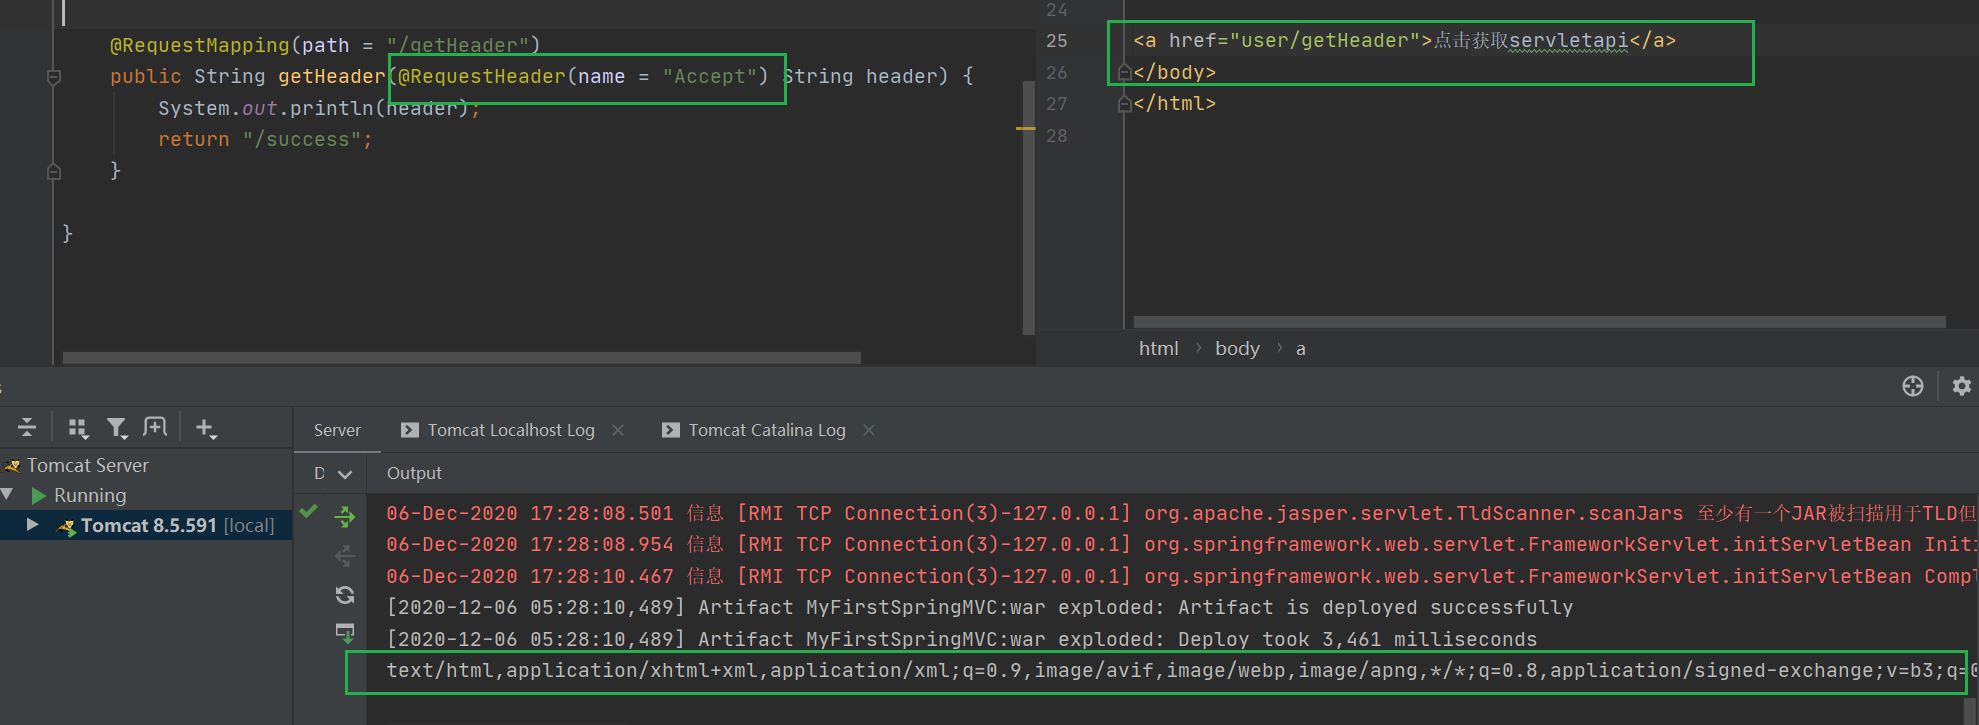 @RequestMapping(path = "/getHeader")
public String getHeader(@RequestHeader(name = "Accept") String header) {
System.out.println(header);
return "/success";
}
}
24
25 <a href="user/getHeader">点击获取servletapi</a>
26 </body>
27 </html>
28
html › body › a
Server Tomcat Localhost Log Tomcat Catalina Log
Tomcat Server
Running
Tomcat 8.5.591 [local]
D Output
06-Dec-2020 17:28:08.501 信息 [RMI TCP Connection(3)-127.0.0.1] org.apache.jasper.servlet.TldScanner.scanJars 至少有一个JAR被扫描用于TLD但
06-Dec-2020 17:28:08.954 信息 [RMI TCP Connection(3)-127.0.0.1] org.springframework.web.servlet.FrameworkServlet.initServletBean Initi
06-Dec-2020 17:28:10.467 信息 [RMI TCP Connection(3)-127.0.0.1] org.springframework.web.servlet.FrameworkServlet.initServletBean Compl
[2020-12-06 05:28:10,489] Artifact MyFirstSpringMVC:war exploded: Artifact is deployed successfully
[2020-12-06 05:28:10,489] Artifact MyFirstSpringMVC:war exploded: Deploy took 3,461 milliseconds
text/html,application/xhtml+xml,application/xml;q=0.9,image/avif,image/webp,image/apng,*/*;q=0.8,application/signed-exchange;v=b3;q=0